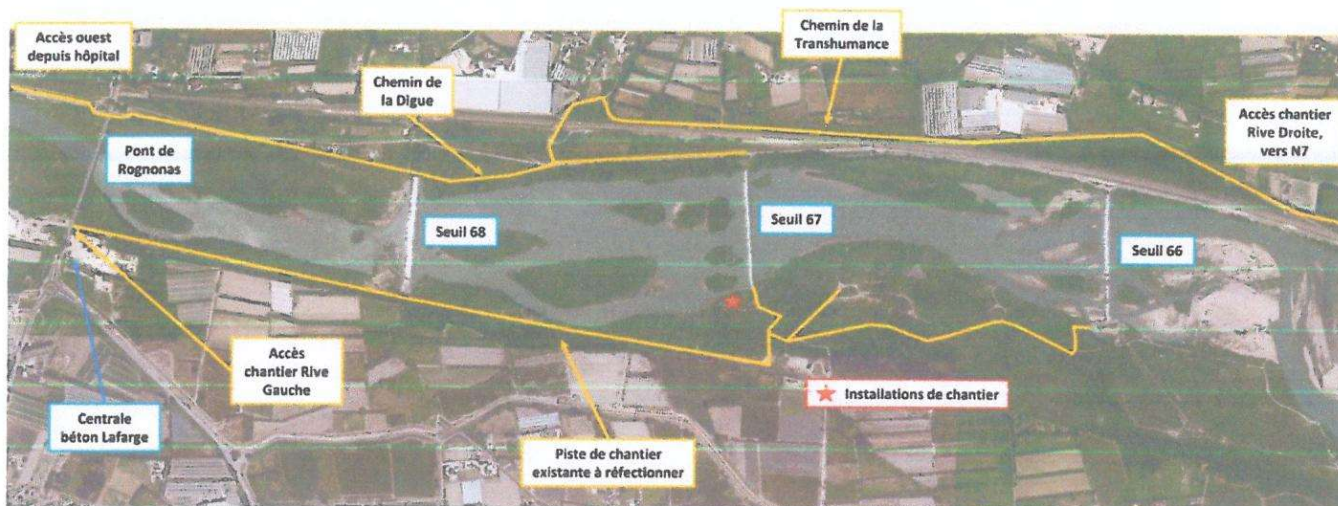 Accès ouest
depuis hôpital
Chemin de
la Digue
Chemin de la
Transhumance
Accès chantier
Rive Droite,
vers N7
Pont de
Rognonas
Seuil 68
Seuil 67
Seuil 66
Accès
chantier Rive
Gauche
Centrale
béton Lafarge
Installations de chantier
Piste de chantier
existante à réfectionner